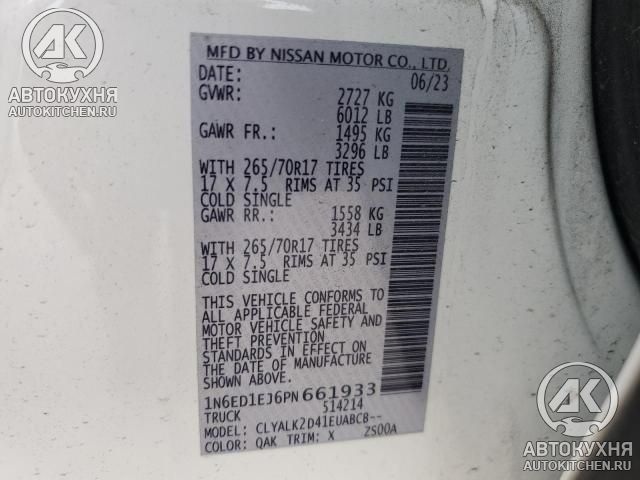 AK
АВТОКУХНЯ
AUTOKITCHEN.RU
MFD BY NISSAN MOTOR CO., LTD.
DATE: 06/23
GVWR: 2727 KG
6012 LB
GAWR FR.: 1495 KG
3296 LB
WITH 265/70R17 TIRES
17 X 7.5 RIMS AT 35 PSI
COLD SINGLE
GAWR RR.: 1558 KG
3434 LB
WITH 265/70R17 TIRES
17 X 7.5 RIMS AT 35 PSI
COLD SINGLE
THIS VEHICLE CONFORMS TO
ALL APPLICABLE FEDERAL
MOTOR VEHICLE SAFETY AND
THEFT PREVENTION
STANDARDS IN EFFECT ON
THE DATE OF MANUFACTURE
SHOWN ABOVE.
1N6ED1EJ6PN661933
TRUCK 514214
MODEL: CLYALK2D41EUABCB--
COLOR: QAK TRIM: X ZS00A
AK
АВТОКУХНЯ
AUTOKITCHEN.RU